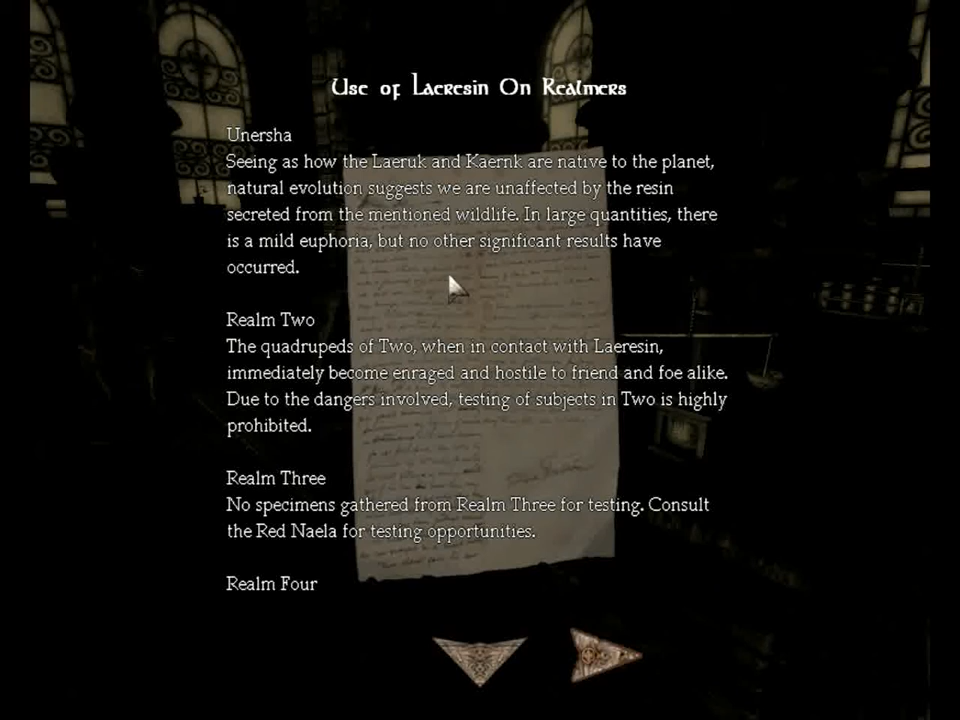 Use of Laeresin On Realmers
Unersha
Seeing as how the Laeruk and Kaernk are native to the planet,
natural evolution suggests we are unaffected by the resin
secreted from the mentioned wildlife. In large quantities, there
is a mild euphoria, but no other significant results have
occurred.
Realm Two
The quadrupeds of Two, when in contact with Laeresin,
immediately become enraged and hostile to friend and foe alike.
Due to the dangers involved, testing of subjects in Two is highly
prohibited.
Realm Three
No specimens gathered from Realm Three for testing. Consult
the Red Naela for testing opportunities.
Realm Four